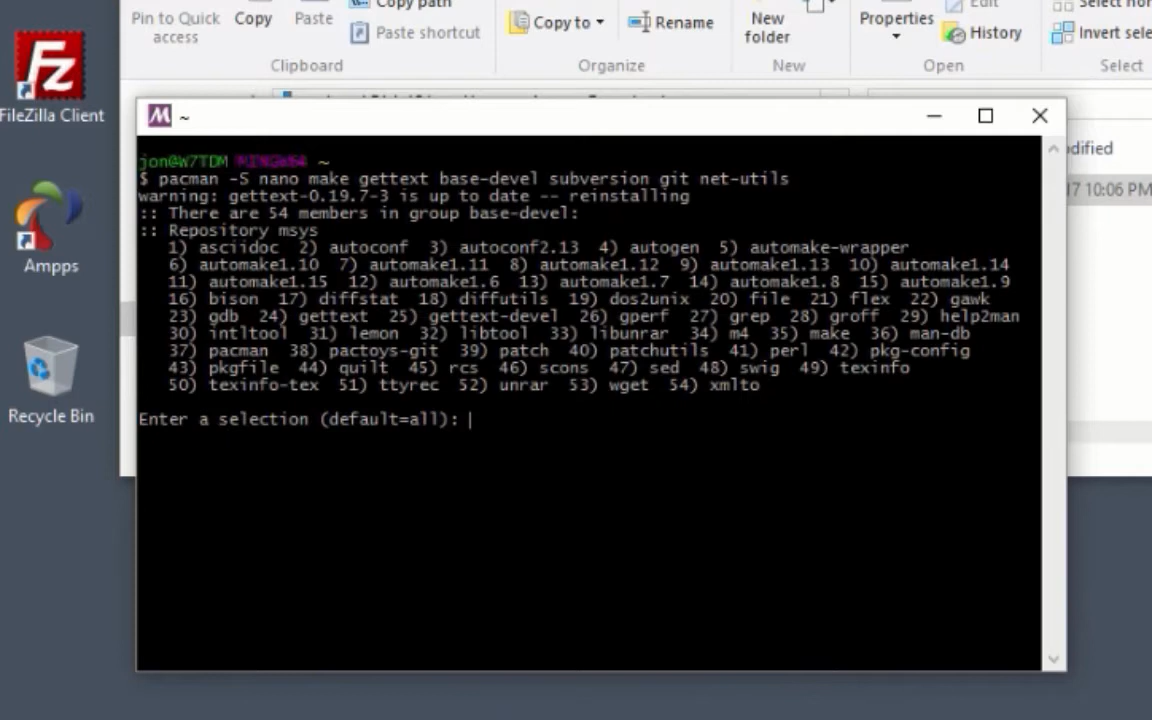 Copy path
Edit
Select non
Pin to Quick access
Copy
Paste
Paste shortcut
Copy to
Rename
New folder
Properties
History
Invert sele
Clipboard
Organize
New
Open
Select
FileZilla Client
~
odified
17 10:06 PM
jon@W7TDM MINGW64 ~
$ pacman -S nano make gettext base-devel subversion git net-utils
warning: gettext-0.19.7-3 is up to date -- reinstalling
:: There are 54 members in group base-devel:
:: Repository msys
1) asciidoc 2) autoconf 3) autoconf2.13 4) autogen 5) automake-wrapper
6) automake1.10 7) automake1.11 8) automake1.12 9) automake1.13 10) automake1.14
11) automake1.15 12) automake1.6 13) automake1.7 14) automake1.8 15) automake1.9
16) bison 17) diffstat 18) diffutils 19) dos2unix 20) file 21) flex 22) gawk
23) gdb 24) gettext 25) gettext-devel 26) gperf 27) grep 28) groff 29) help2man
30) intltool 31) lemon 32) libtool 33) libunrar 34) m4 35) make 36) man-db
37) pacman 38) pactoys-git 39) patch 40) patchutils 41) perl 42) pkg-config
43) pkgfile 44) quilt 45) rcs 46) scons 47) sed 48) swig 49) texinfo
50) texinfo-tex 51) ttyrec 52) unrar 53) wget 54) xmlto
Enter a selection (default=all):
Ampps
Recycle Bin